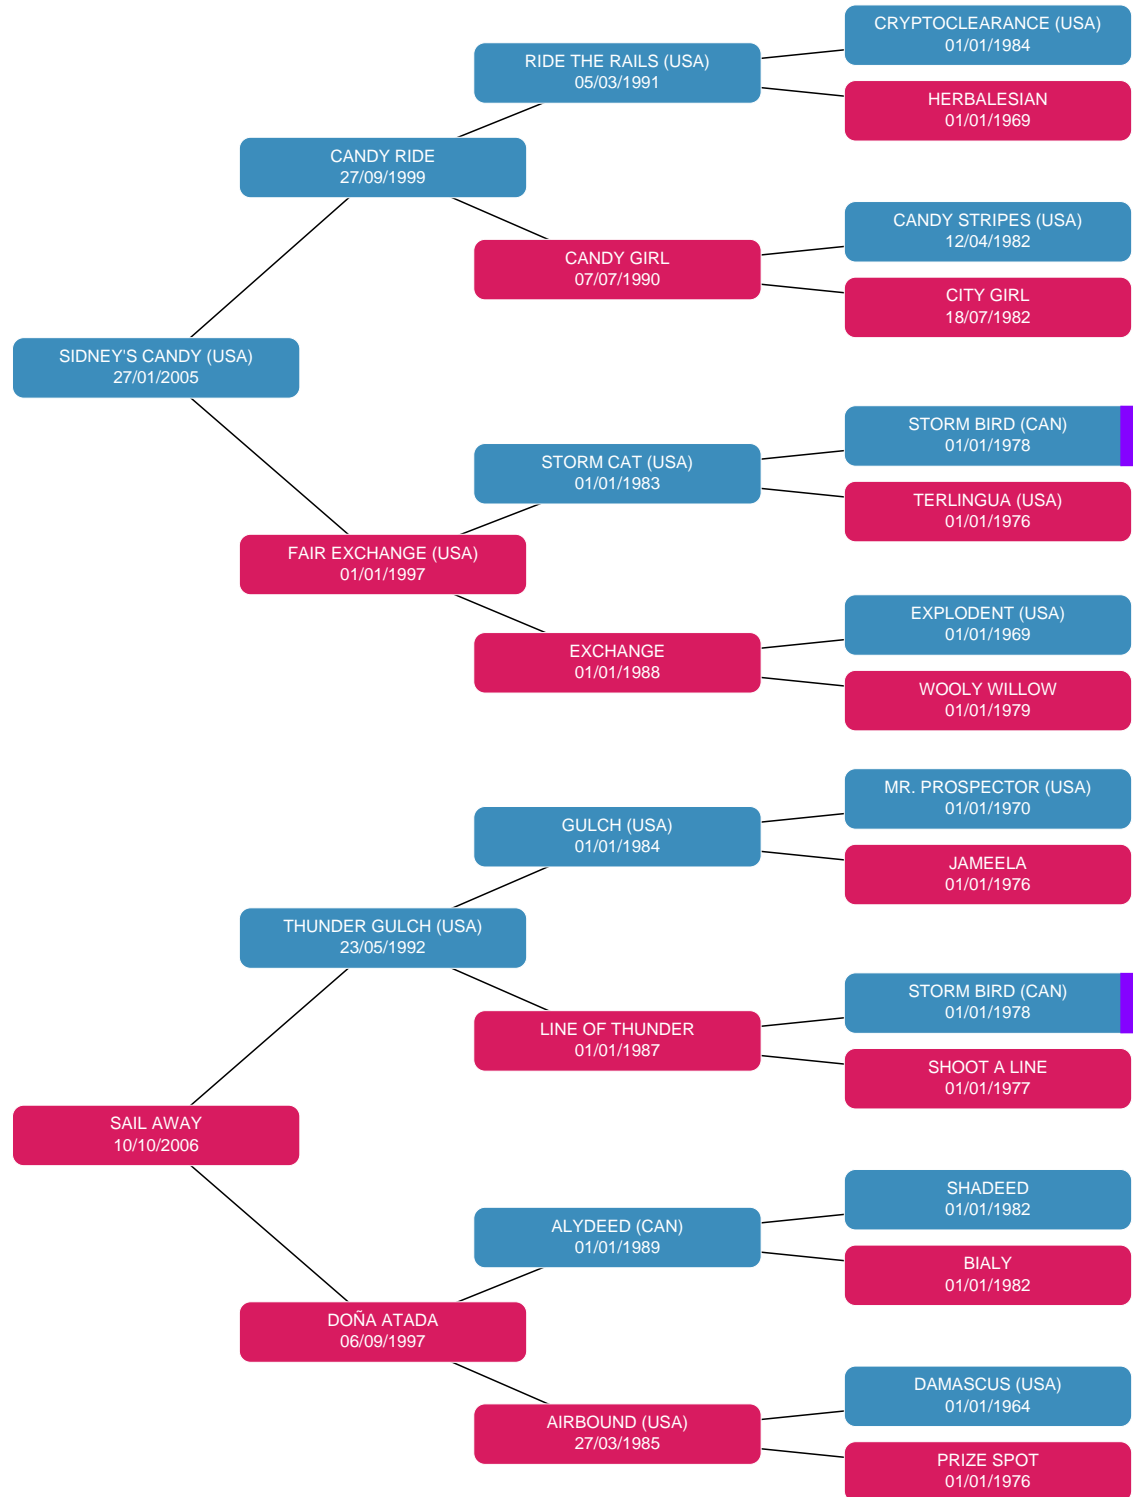 CRYPTOCLEARANCE (USA)
01/01/1984
RIDE THE RAILS (USA)
05/03/1991
HERBALESIAN
01/01/1969
CANDY RIDE
27/09/1999
CANDY STRIPES (USA)
12/04/1982
CANDY GIRL
07/07/1990
CITY GIRL
18/07/1982
SIDNEY'S CANDY (USA)
27/01/2005
STORM BIRD (CAN)
01/01/1978
STORM CAT (USA)
01/01/1983
TERLINGUA (USA)
01/01/1976
FAIR EXCHANGE (USA)
01/01/1997
EXPLODENT (USA)
01/01/1969
EXCHANGE
01/01/1988
WOOLY WILLOW
01/01/1979
MR. PROSPECTOR (USA)
01/01/1970
GULCH (USA)
01/01/1984
JAMEELA
01/01/1976
THUNDER GULCH (USA)
23/05/1992
STORM BIRD (CAN)
01/01/1978
LINE OF THUNDER
01/01/1987
SHOOT A LINE
01/01/1977
SAIL AWAY
10/10/2006
SHADEED
01/01/1982
ALYDEED (CAN)
01/01/1989
BIALY
01/01/1982
DOÑA ATADA
06/09/1997
DAMASCUS (USA)
01/01/1964
AIRBOUND (USA)
27/03/1985
PRIZE SPOT
01/01/1976